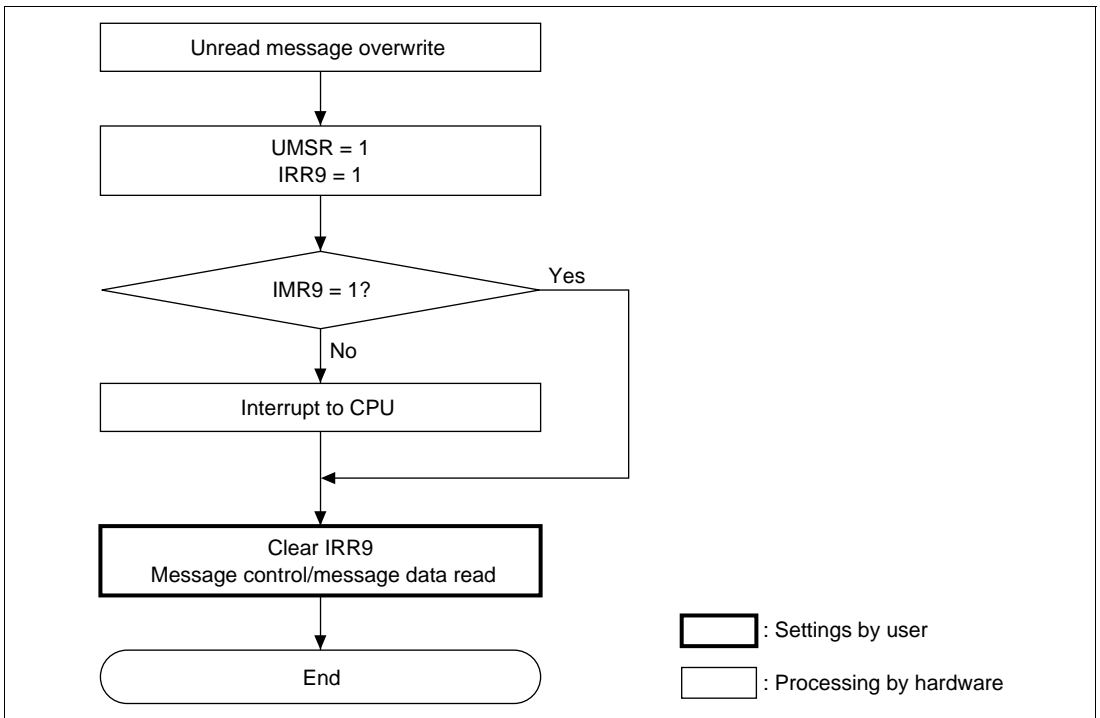 Unread message overwrite
UMSR = 1
IRR9 = 1
IMR9 = 1?
Yes
No
Interrupt to CPU
Clear IRR9
Message control/message data read
End
: Settings by user
: Processing by hardware